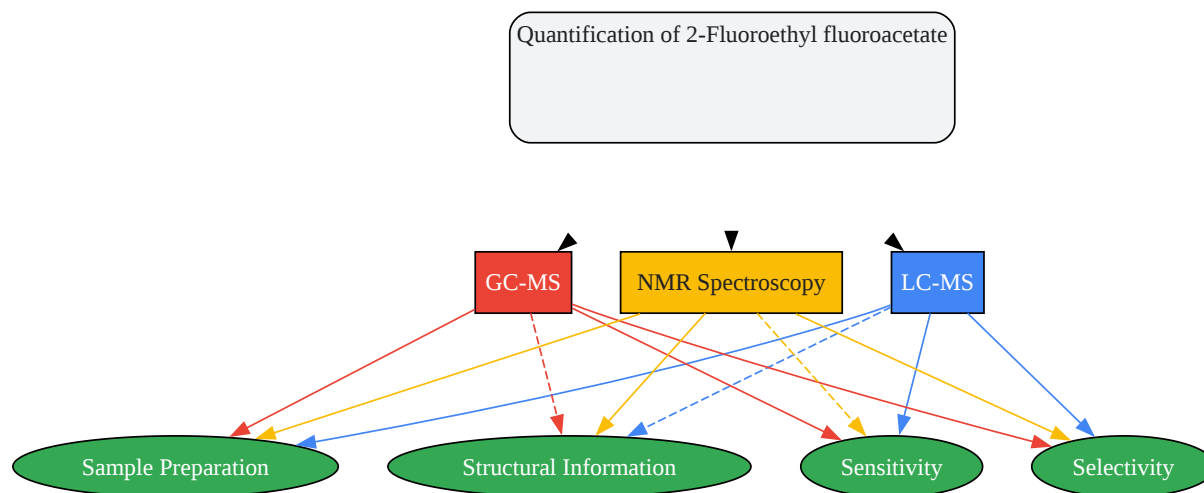 Quantification of 2-Fluoroethyl fluoroacetate
GC-MS
NMR Spectroscopy
LC-MS
Sample Preparation
Structural Information
Sensitivity
Selectivity